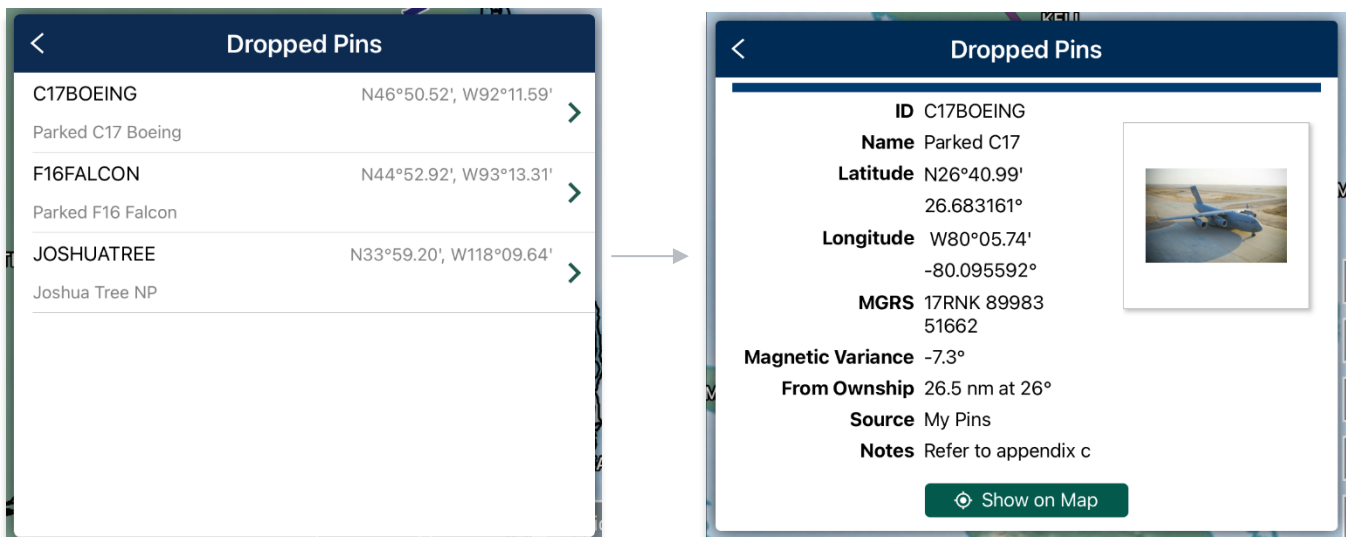 Dropped Pins
C17BOEING N46°50.52', W92°11.59'
Parked C17 Boeing
F16FALCON N44°52.92', W93°13.31'
Parked F16 Falcon
JOSHUATREE N33°59.20', W118°09.64'
Joshua Tree NP
KELL
Dropped Pins
ID C17BOEING
Name Parked C17
Latitude N26°40.99'
26.683161°
Longitude W80°05.74'
-80.095592°
MGRS 17RNK 89983
51662
Magnetic Variance -7.3°
From Ownship 26.5 nm at 26°
Source My Pins
Notes Refer to appendix c
Show on Map